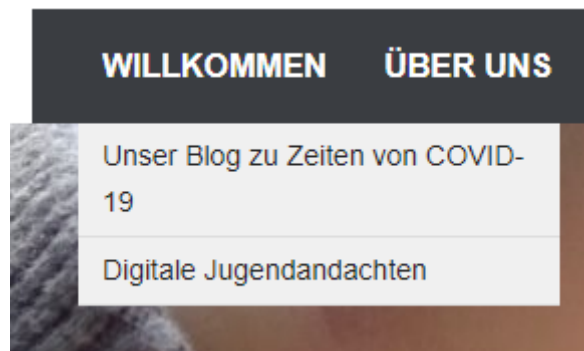 WILLKOMMEN ÜBER UNS
Unser Blog zu Zeiten von COVID-
19
Digitale Jugendandachten